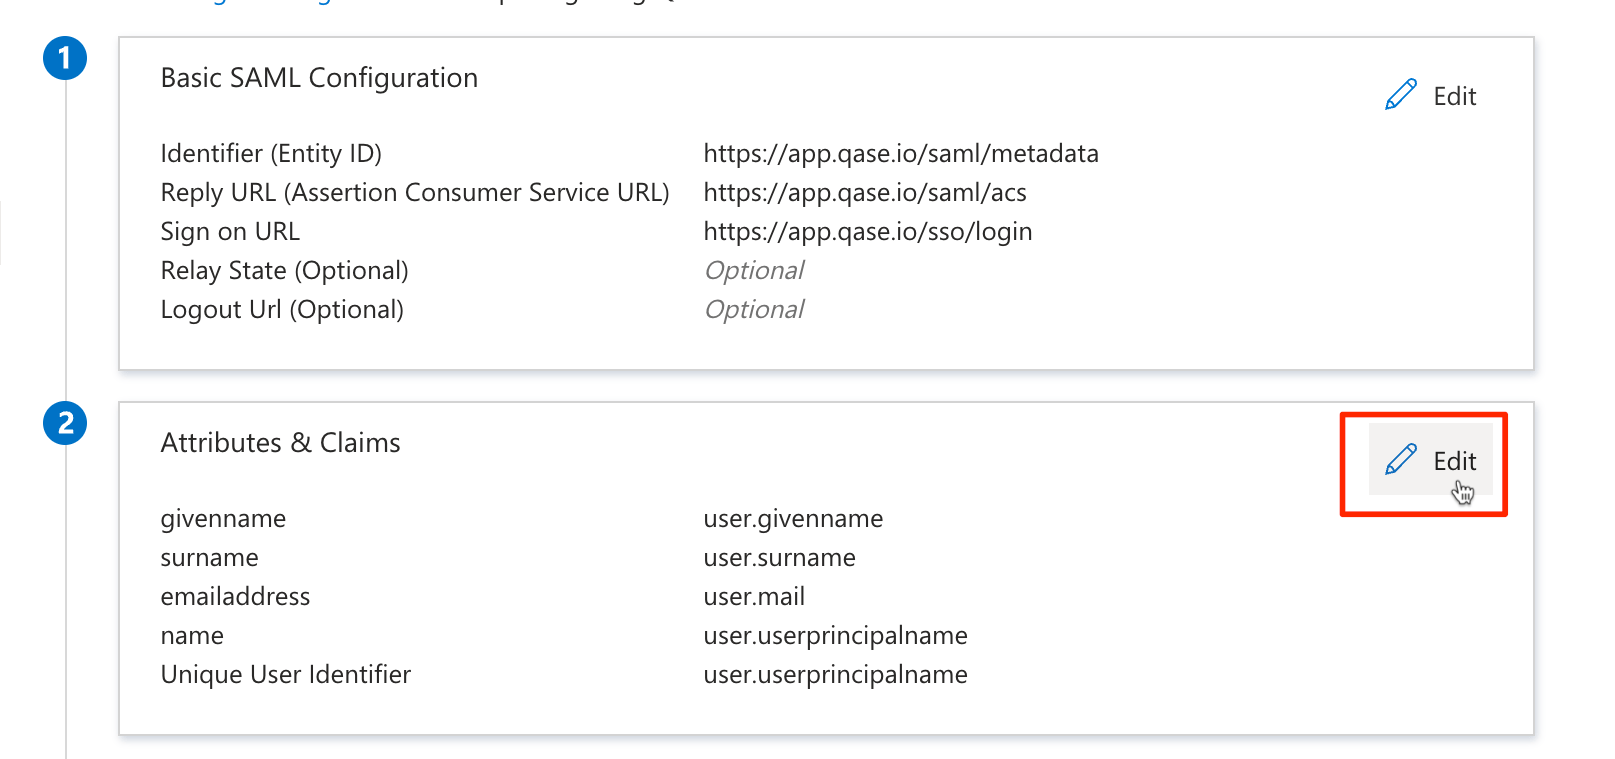 1
Basic SAML Configuration
Edit
Identifier (Entity ID) https://app.qase.io/saml/metadata
Reply URL (Assertion Consumer Service URL) https://app.qase.io/saml/acs
Sign on URL https://app.qase.io/sso/login
Relay State (Optional) Optional
Logout Url (Optional) Optional
2
Attributes & Claims
Edit
givenname user.givenname
surname user.surname
emailaddress user.mail
name user.userprincipalname
Unique User Identifier user.userprincipalname